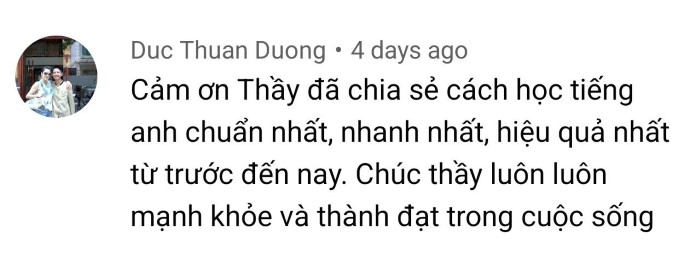 Duc Thuan Duong • 4 days ago
Cảm ơn Thầy đã chia sẻ cách học tiếng
anh chuẩn nhất, nhanh nhất, hiệu quả nhất
từ trước đến nay. Chúc thầy luôn luôn
mạnh khỏe và thành đạt trong cuộc sống